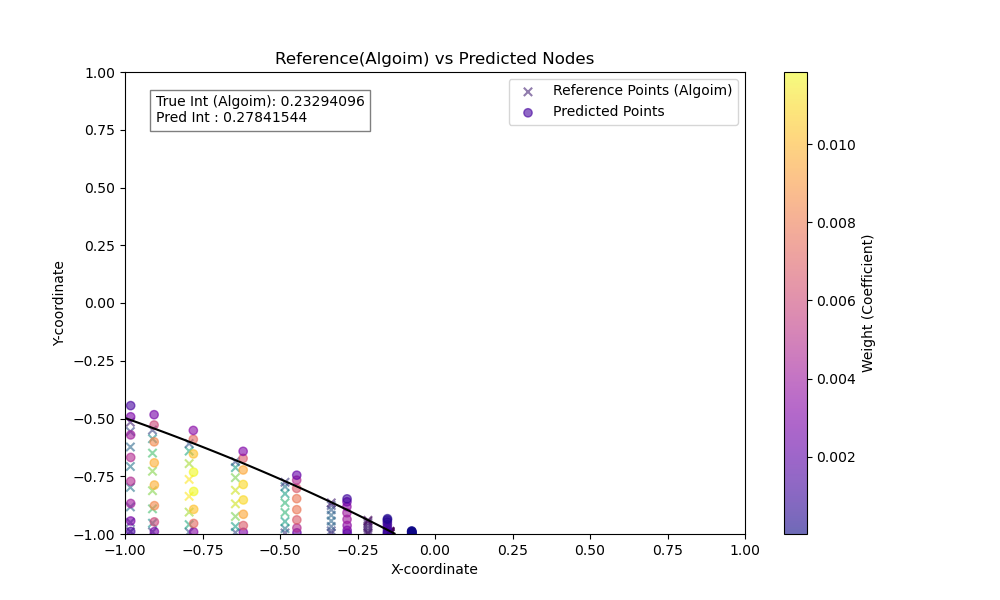 Reference(Algoim) vs Predicted Nodes
True Int (Algoim): 0.23294096
Pred Int : 0.27841544
Reference Points (Algoim)
Predicted Points
1.00
0.75
0.50
0.25
0.00
−0.25
−0.50
−0.75
−1.00
Y-coordinate
−1.00 −0.75 −0.50 −0.25 0.00 0.25 0.50 0.75 1.00
X-coordinate
0.010
0.008
0.006
0.004
0.002
Weight (Coefficient)